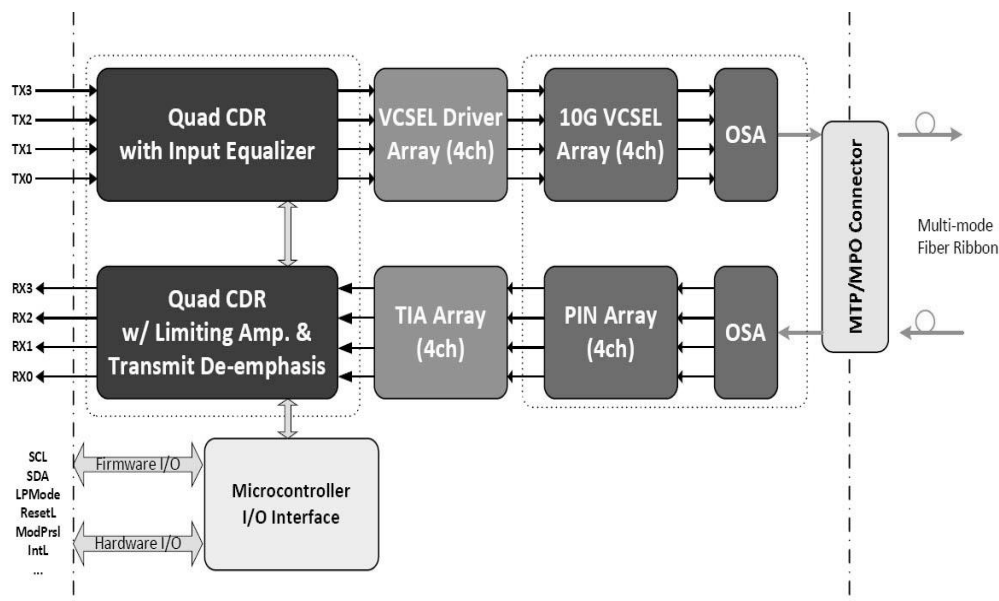 TX3
TX2
TX1
TX0
Quad CDR
with Input Equalizer
VCSEL Driver
Array (4ch)
10G VCSEL
Array (4ch)
OSA
MTP/MPO Connector
Multi-mode
Fiber Ribbon
RX3
RX2
RX1
RX0
Quad CDR
w/ Limiting Amp. &
Transmit De-emphasis
TIA Array
(4ch)
PIN Array
(4ch)
OSA
SCL
SDA
LPMode
ResetL
ModPrsl
IntL
...
Firmware I/O
Hardware I/O
Microcontroller
I/O Interface